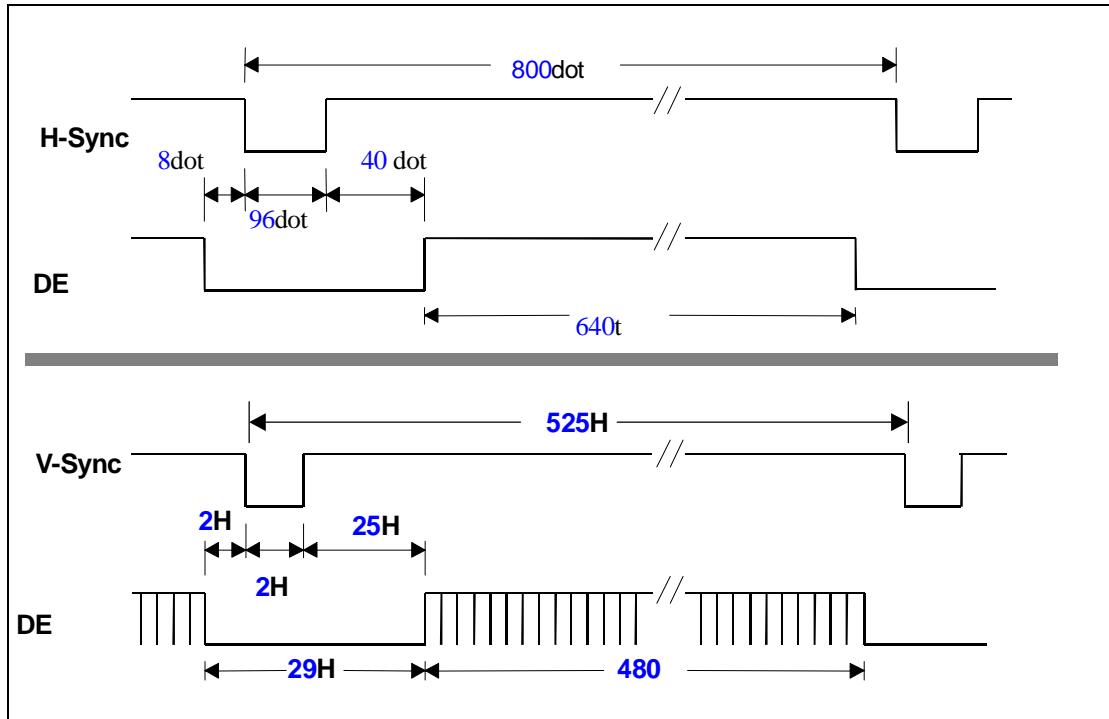 800dot
H-Sync
8dot
40 dot
96dot
DE
640t
525H
V-Sync
2H
25H
2H
DE
29H
480